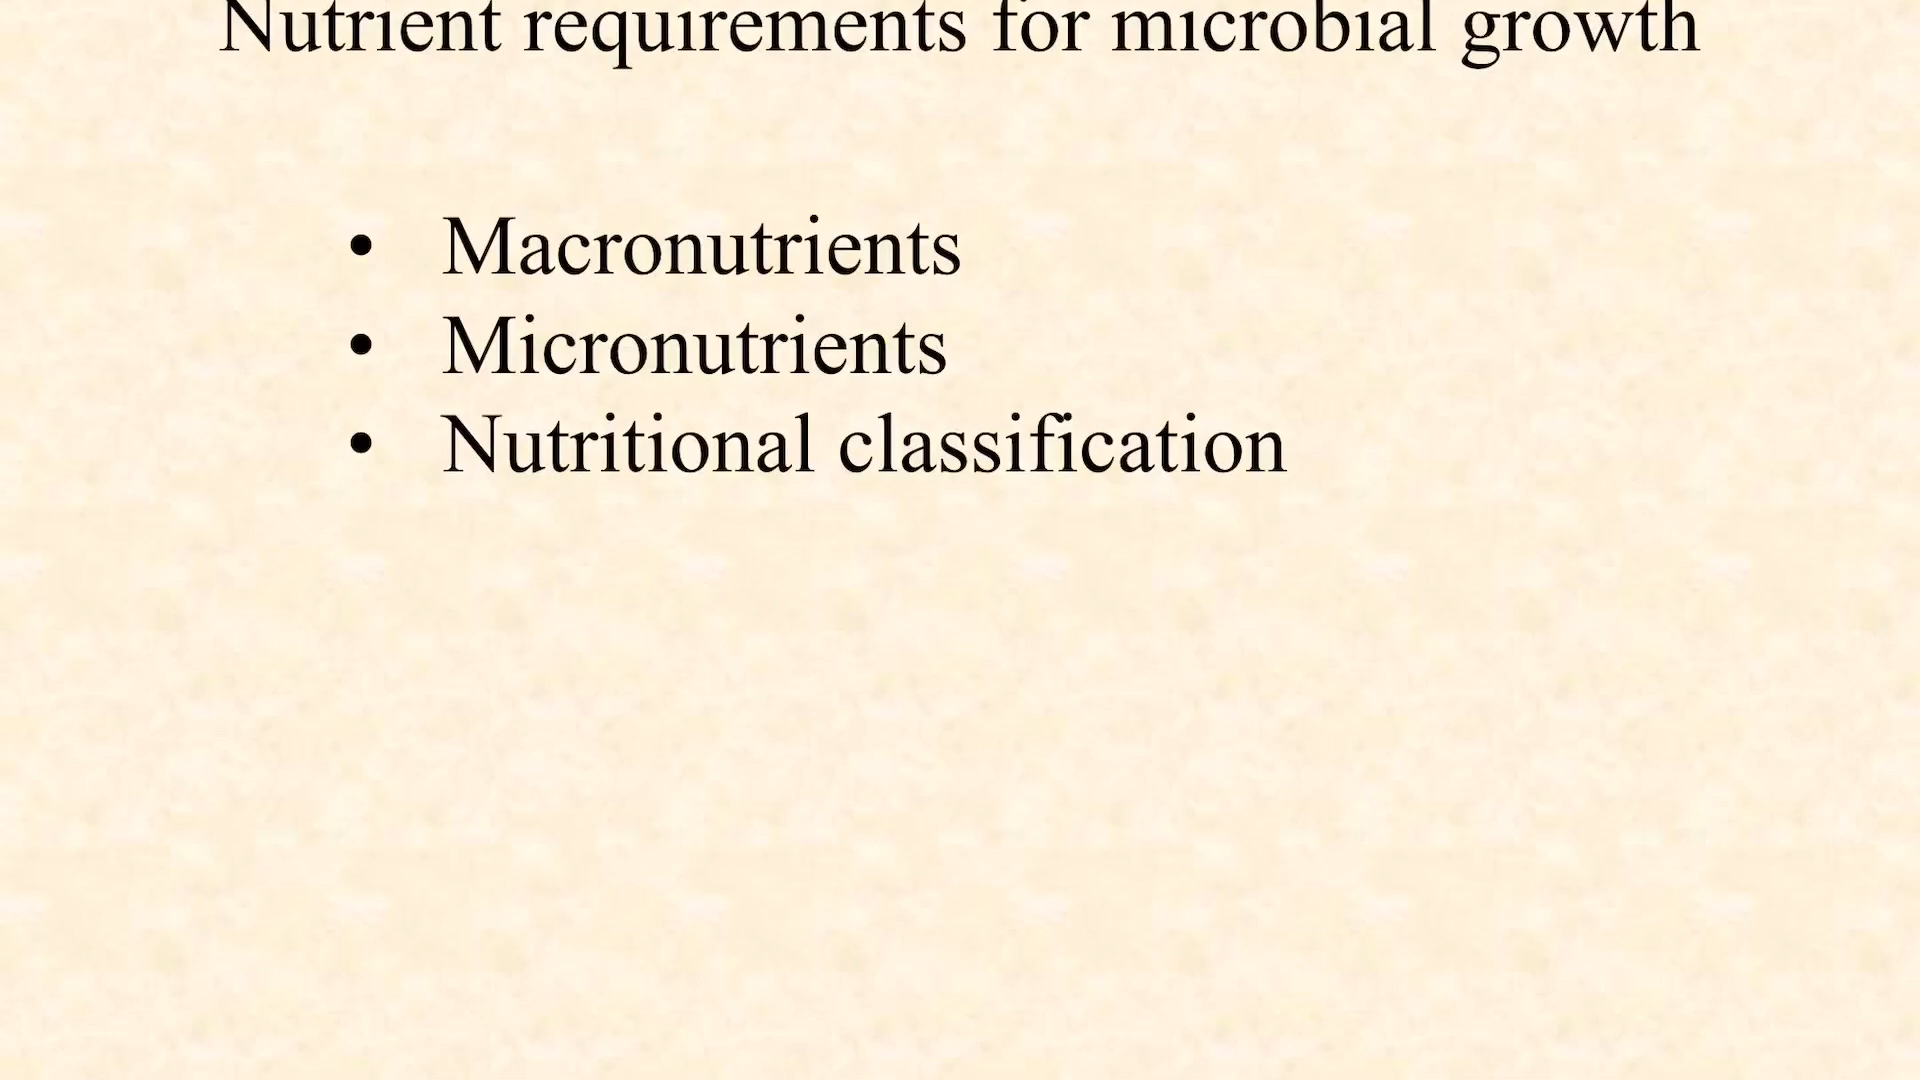 Nutrient requirements for microbial growth
• Macronutrients
• Micronutrients
• Nutritional classification